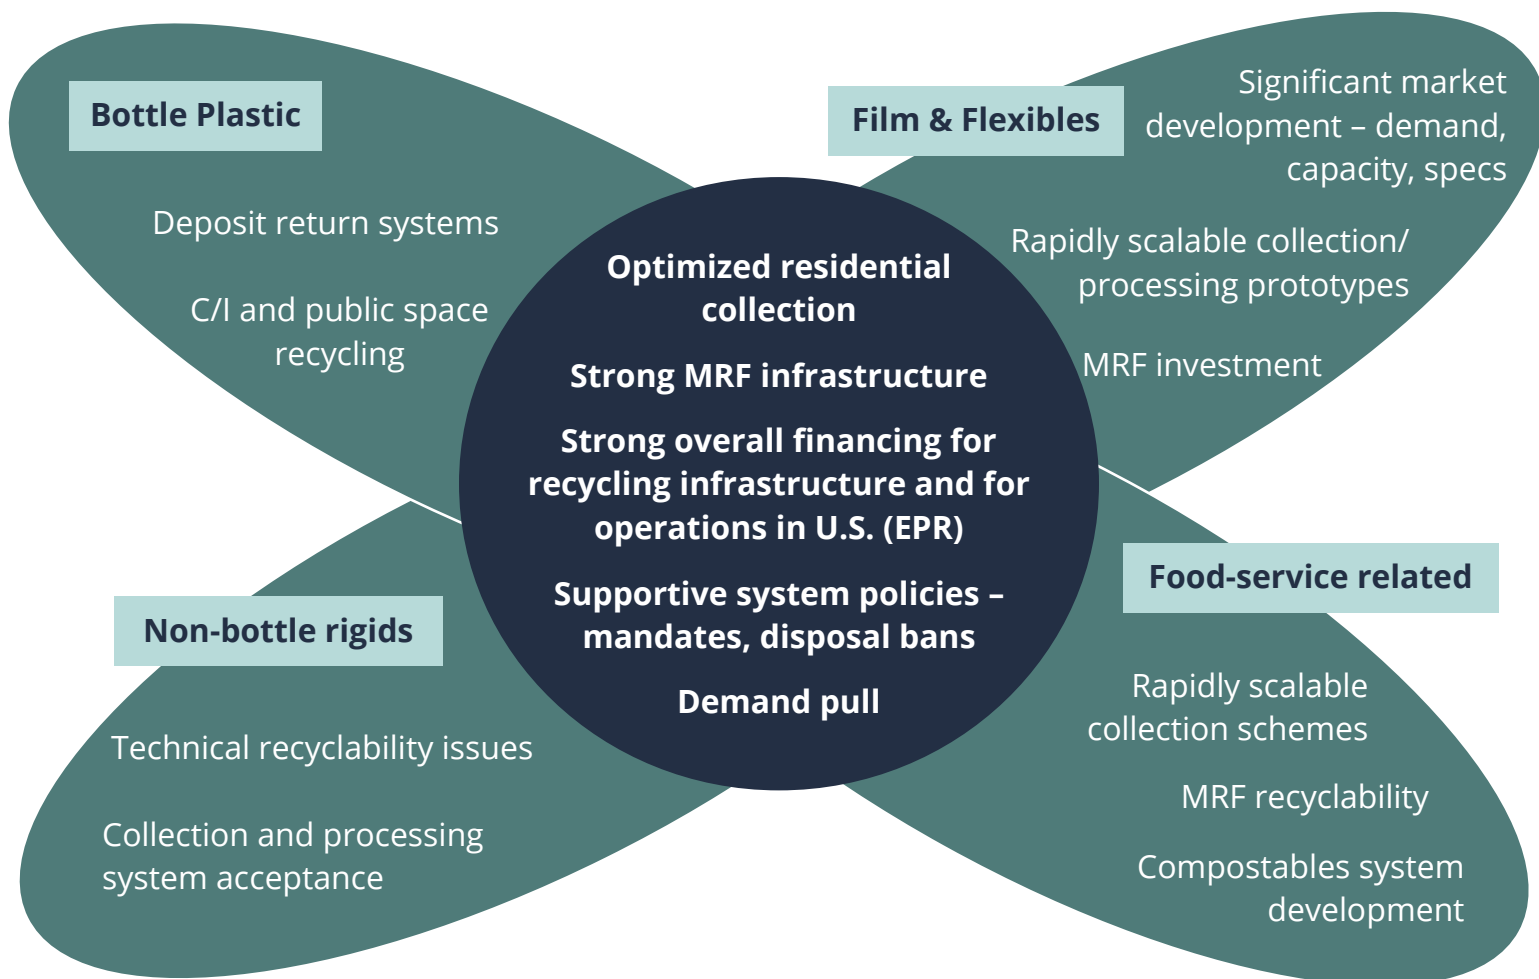 Bottle Plastic
Deposit return systems
C/I and public space
recycling
Film & Flexibles
Significant market
development – demand,
capacity, specs
Rapidly scalable collection/
processing prototypes
MRF investment
Optimized residential
collection
Strong MRF infrastructure
Strong overall financing for
recycling infrastructure and for
operations in U.S. (EPR)
Supportive system policies –
mandates, disposal bans
Demand pull
Non-bottle rigids
Technical recyclability issues
Collection and processing
system acceptance
Food-service related
Rapidly scalable
collection schemes
MRF recyclability
Compostables system
development